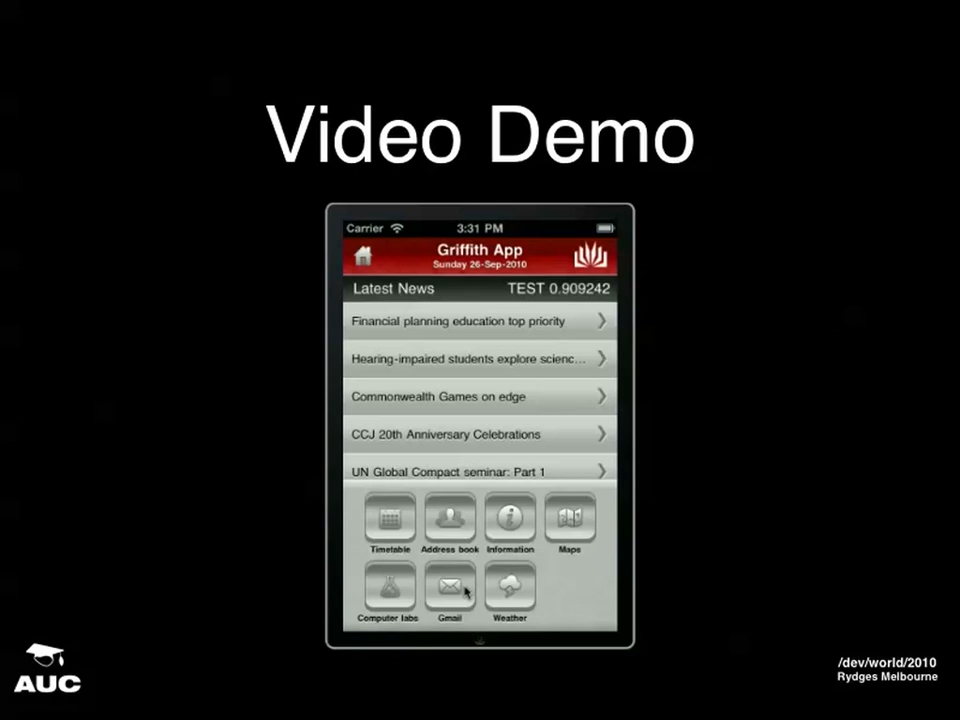 Video Demo
Carrier 3:31 PM
Griffith App
Sunday 26-Sep-2010
Latest News TEST 0.909242
Financial planning education top priority
Hearing-impaired students explore scienc...
Commonwealth Games on edge
CCJ 20th Anniversary Celebrations
UN Global Compact seminar: Part 1
Timetable Address book Information Maps
Computer labs Gmail Weather
AUC
/dev/world/2010
Rydges Melbourne